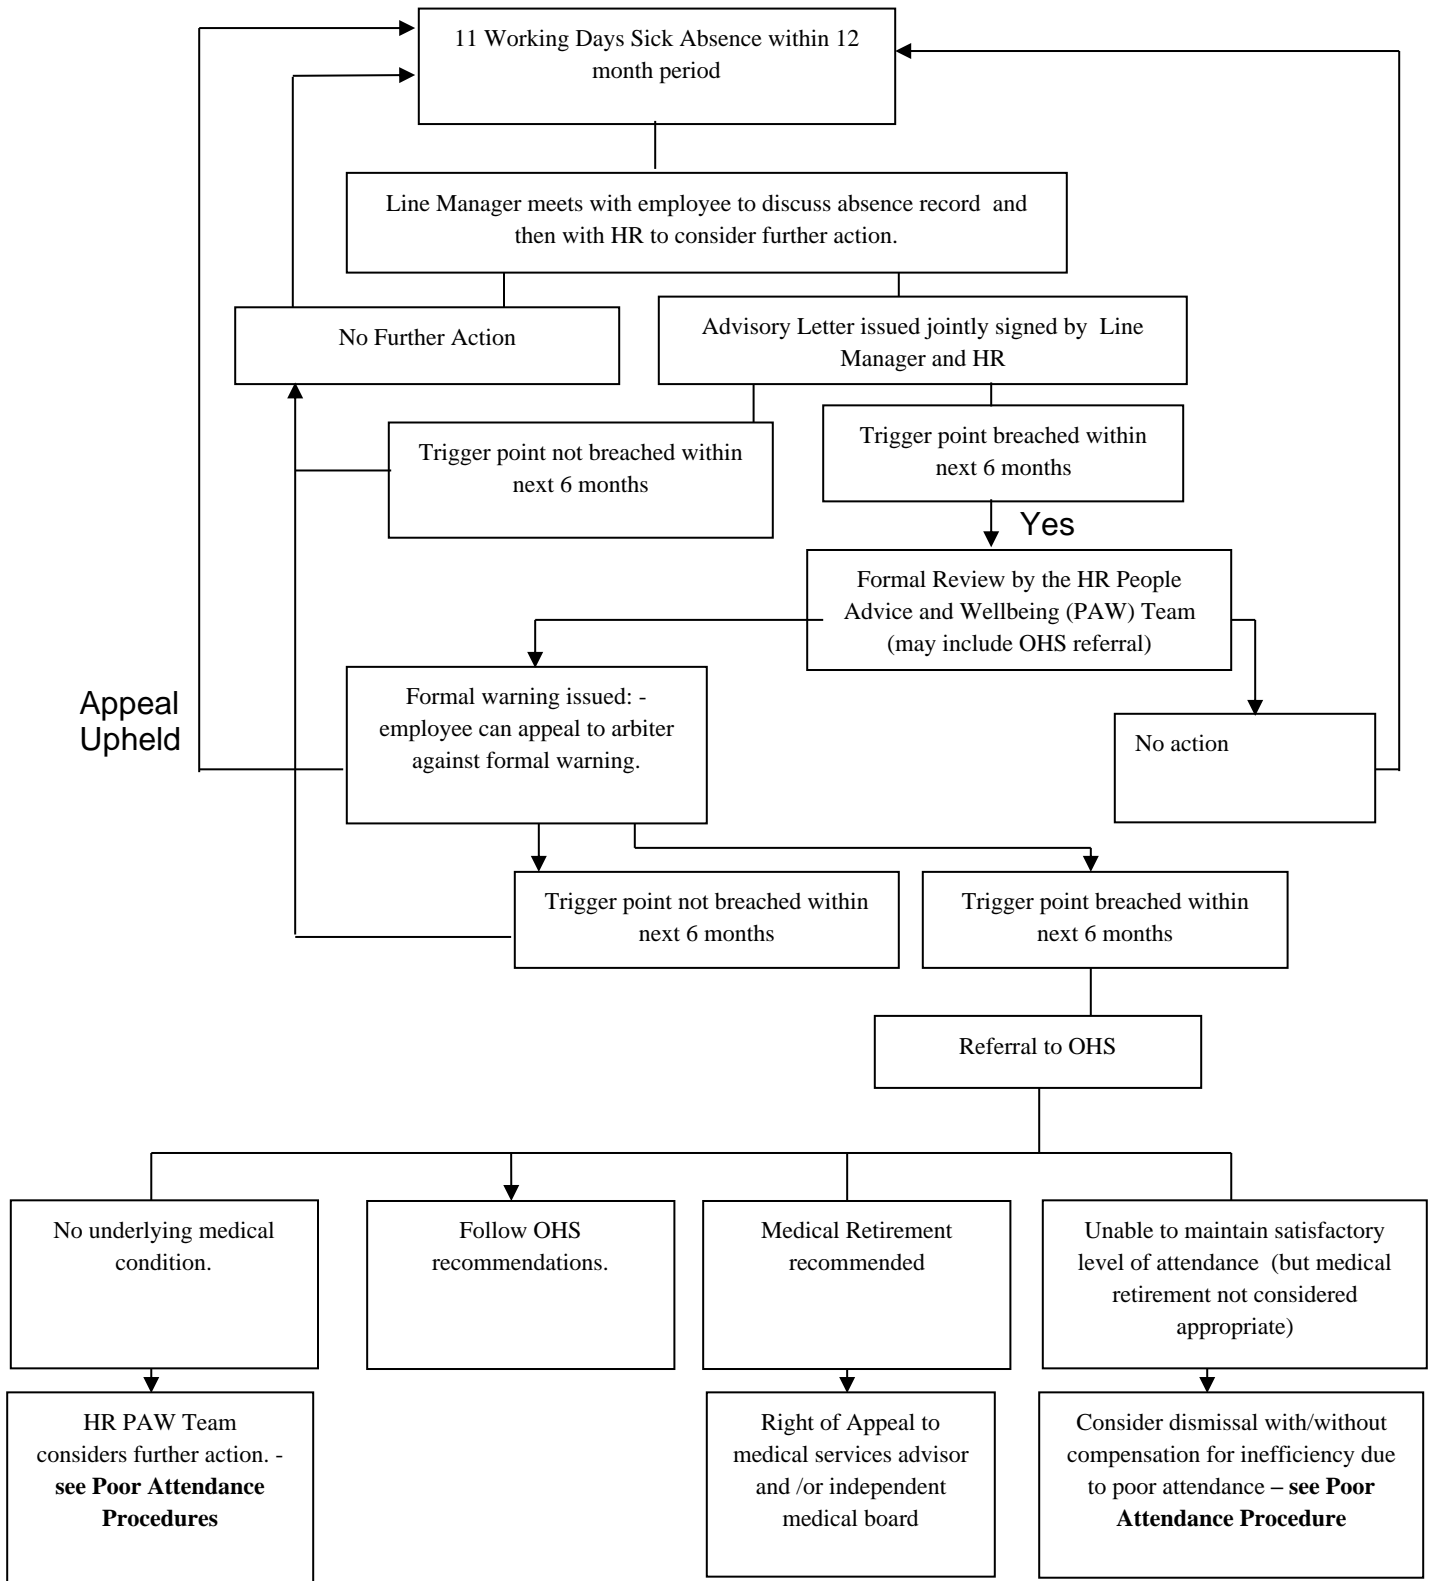 11 Working Days Sick Absence within 12
month period
Line Manager meets with employee to discuss absence record and
then with HR to consider further action.
No Further Action
Advisory Letter issued jointly signed by Line
Manager and HR
Trigger point not breached within
next 6 months
Trigger point breached within
next 6 months
Yes
Formal Review by the HR People
Advice and Wellbeing (PAW) Team
(may include OHS referral)
Appeal
Upheld
Formal warning issued: -
employee can appeal to arbiter
against formal warning.
No action
Trigger point not breached within
next 6 months
Trigger point breached within
next 6 months
Referral to OHS
No underlying medical
condition.
Follow OHS
recommendations.
Medical Retirement
recommended
Unable to maintain satisfactory
level of attendance (but medical
retirement not considered
appropriate)
HR PAW Team
considers further action. -
see Poor Attendance
Procedures
Right of Appeal to
medical services advisor
and /or independent
medical board
Consider dismissal with/without
compensation for inefficiency due
to poor attendance – see Poor
Attendance Procedure